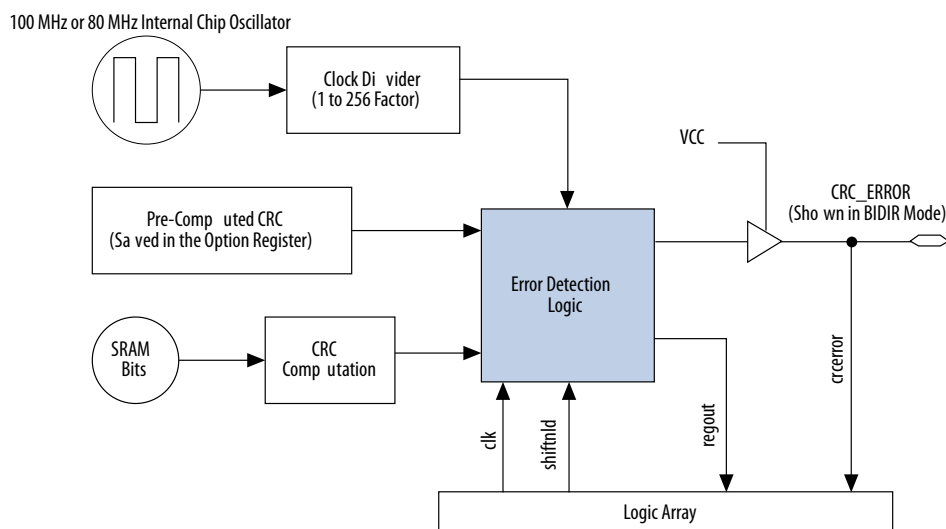 100 MHz or 80 MHz Internal Chip Oscillator
Clock Di vider
(1 to 256 Factor)
VCC
CRC_ERROR
(Sho wn in BIDIR Mode)
Pre-Comp uted CRC
(Sa ved in the Option Register)
Error Detection
Logic
SRAM
Bits
CRC
Comp utation
clk
shiftnld
regout
crcerror
Logic Array